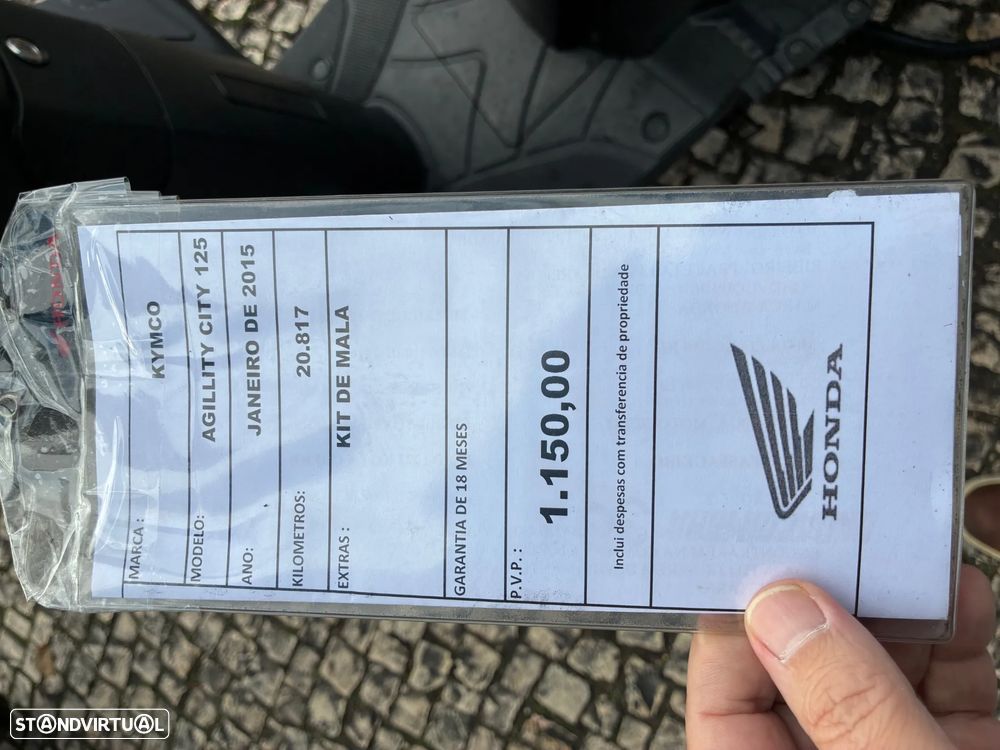 MARCA : KYMCO
MODELO: AGILLITY CITY 125
ANO: JANEIRO DE 2015
KILOMETROS: 20.817
EXTRAS : KIT DE MALA
GARANTIA DE 18 MESES
P.V.P. : 1.150,00
Inclui despesas com transferencia de propriedade
HONDA
HONDA
STANDVIRTUAL